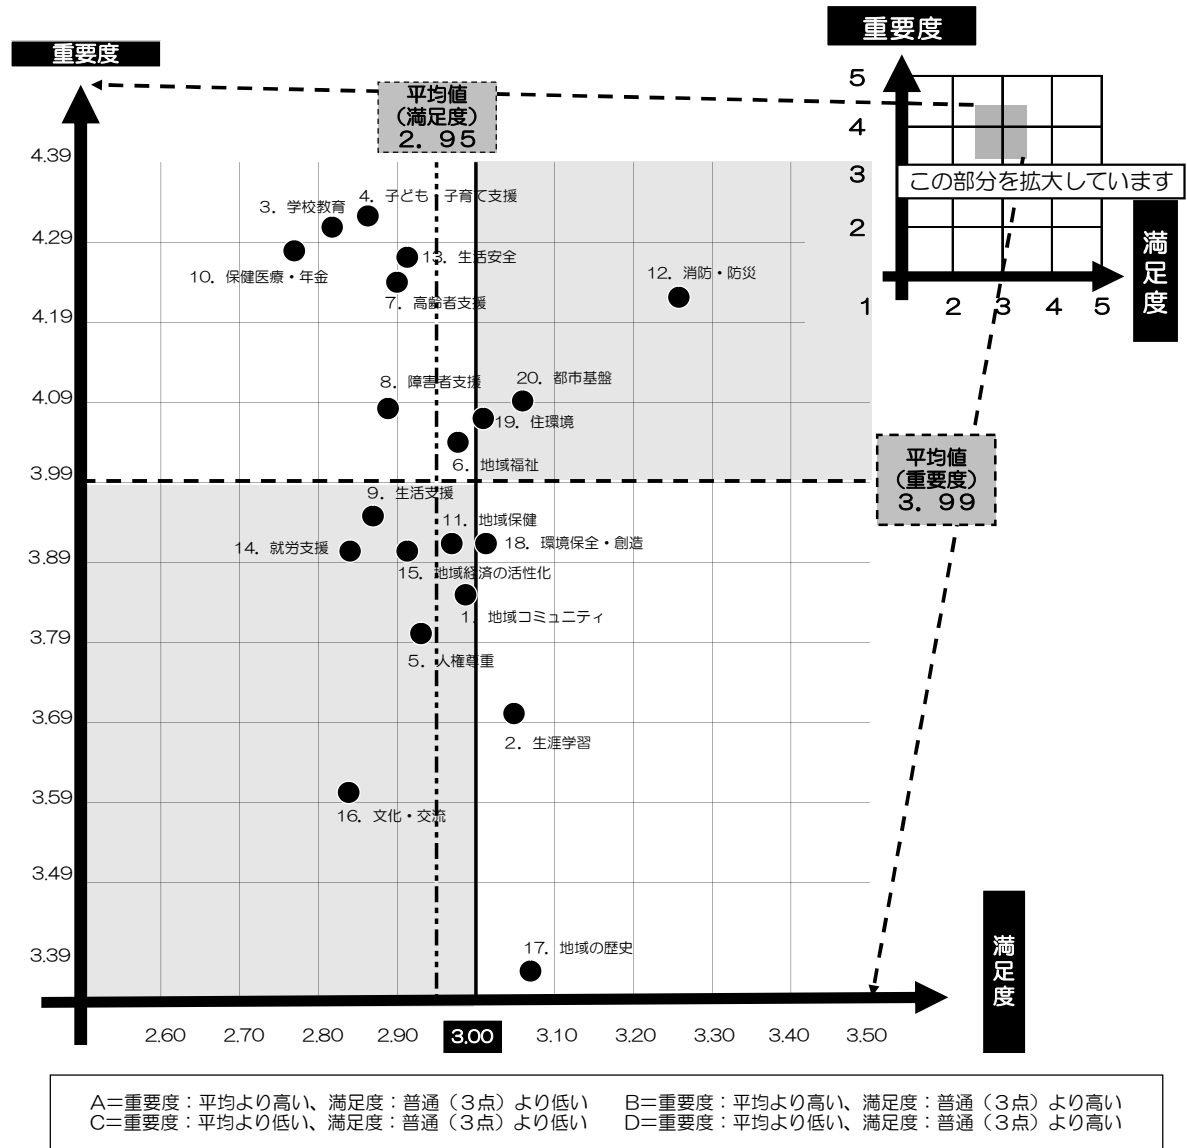 重要度
重要度
平均値
(満足度)
2．95
5
4
3
2
1
この部分を拡大しています
2 3 4 5
満足度
4.39
4.29
4.19
4.09
3.99
3.89
3.79
3.69
3.59
3.49
3.39
4．子ども・子育て支援
3．学校教育
13．生活安全
10．保健医療・年金
12．消防・防災
7．高齢者支援
8．障害者支援
20．都市基盤
19．住環境
6．地域福祉
平均値
(重要度)
3．99
9．生活支援
11．地域保健
14．就労支援
18．環境保全・創造
15．地域経済の活性化
1．地域コミュニティ
5．人権尊重
2．生涯学習
16．文化・交流
17．地域の歴史
満足度
2.60 2.70 2.80 2.90 3.00 3.10 3.20 3.30 3.40 3.50
A＝重要度：平均より高い、満足度：普通（3点）より低い B＝重要度：平均より高い、満足度：普通（3点）より高い
C＝重要度：平均より低い、満足度：普通（3点）より低い D＝重要度：平均より低い、満足度：普通（3点）より高い